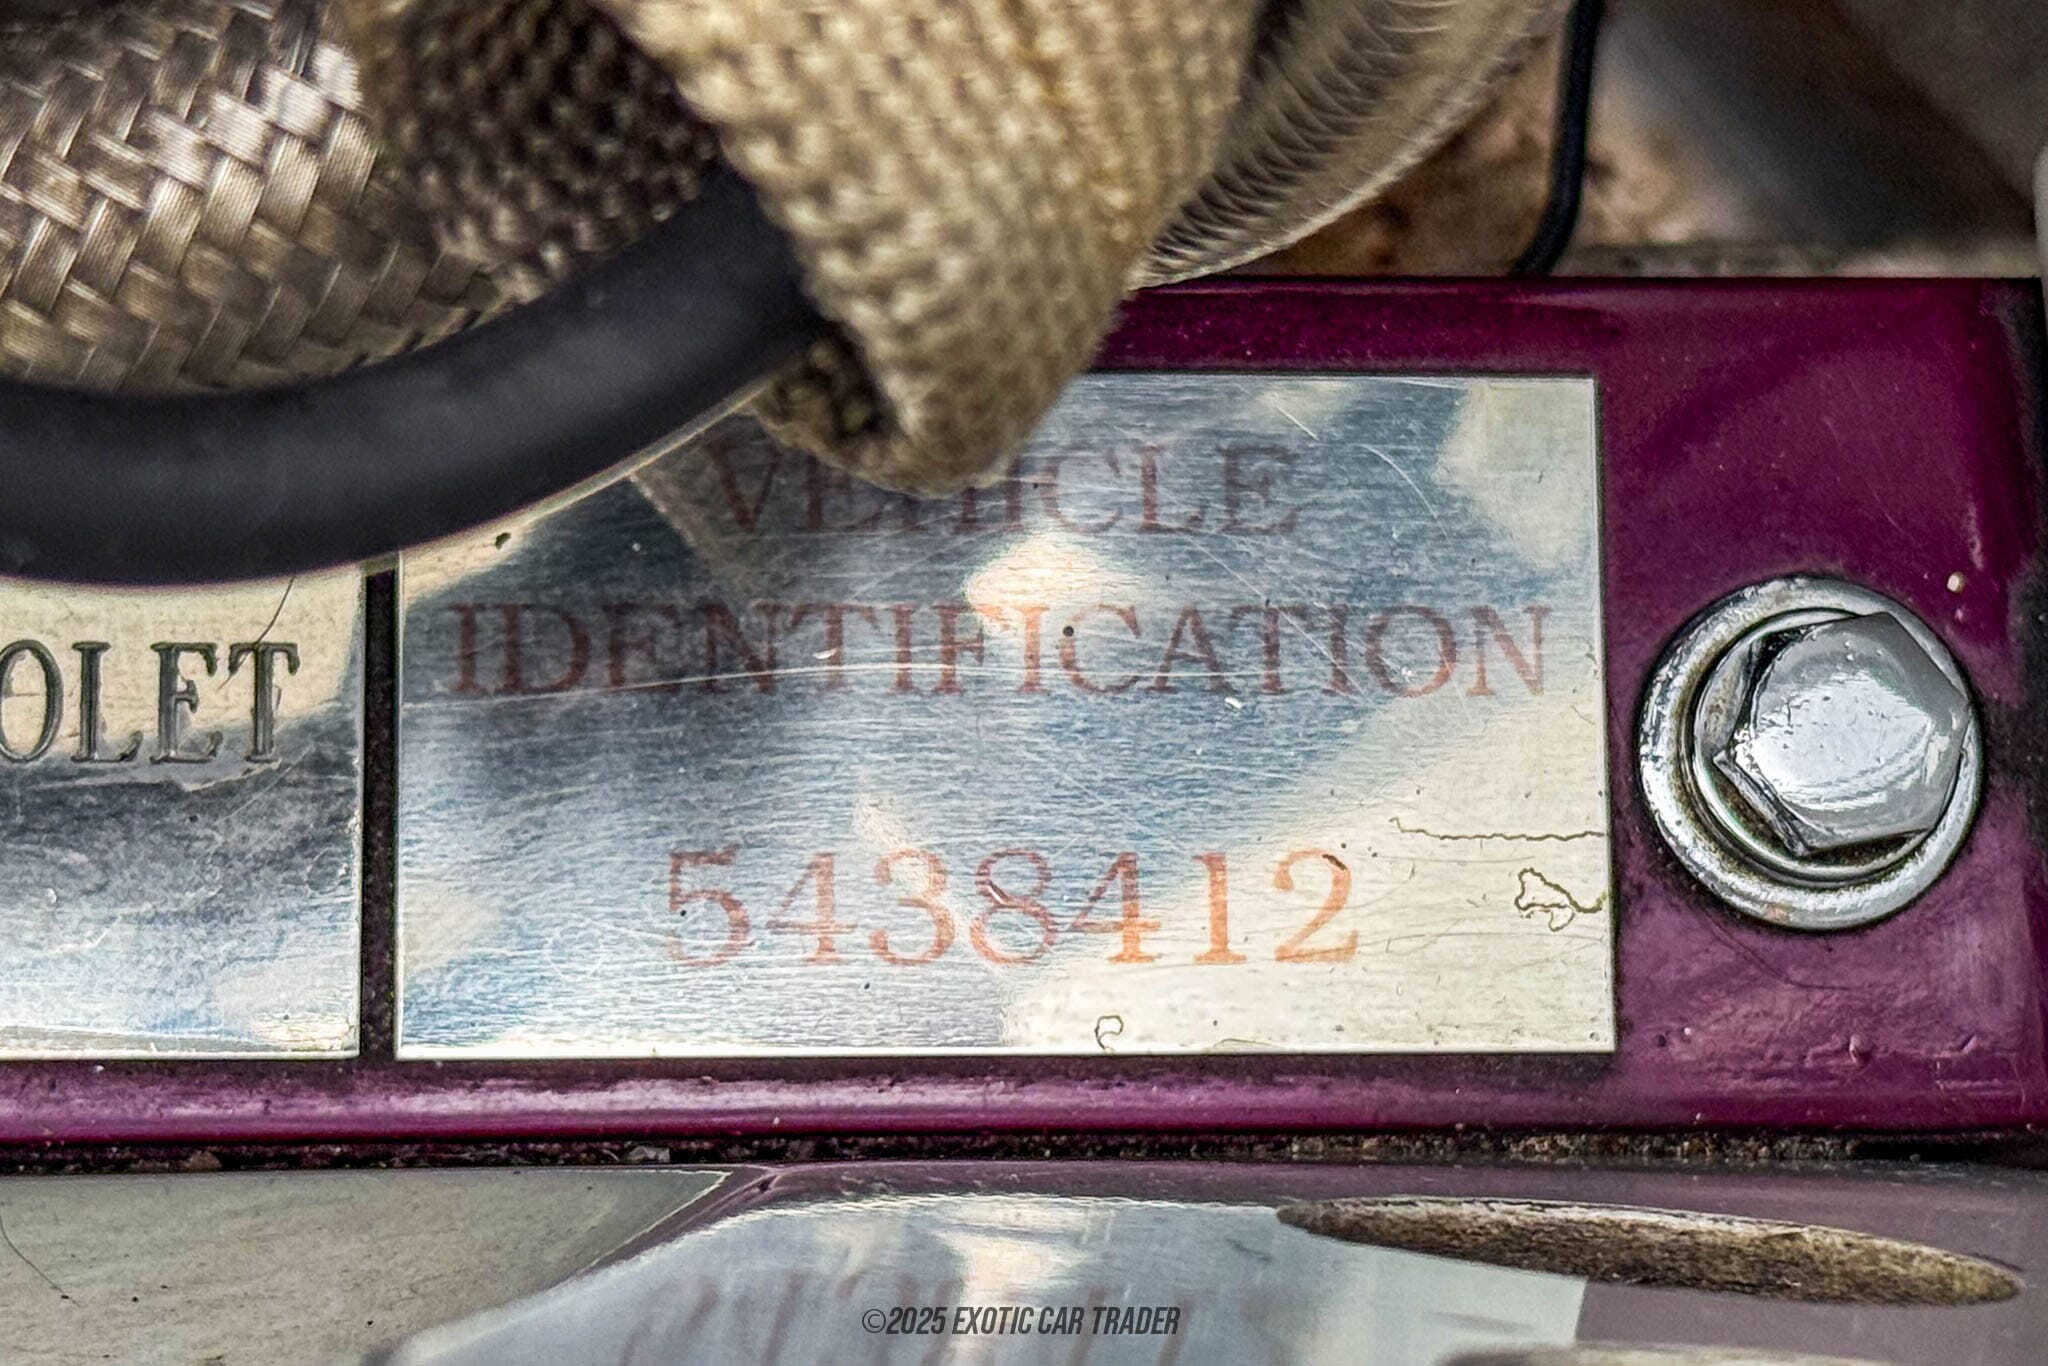 VEHICLE
OLET
IDENTIFICATION
5438412
©2025 EXOTIC CAR TRADER